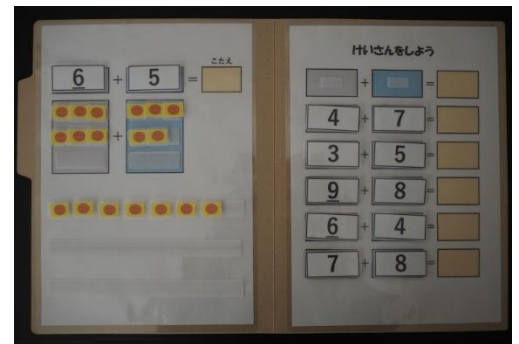 こたえ
6 + 5 =
+
けいさんをしよう
+ =
4 + 7 =
3 + 5 =
9 + 8 =
6 + 4 =
7 + 8 =